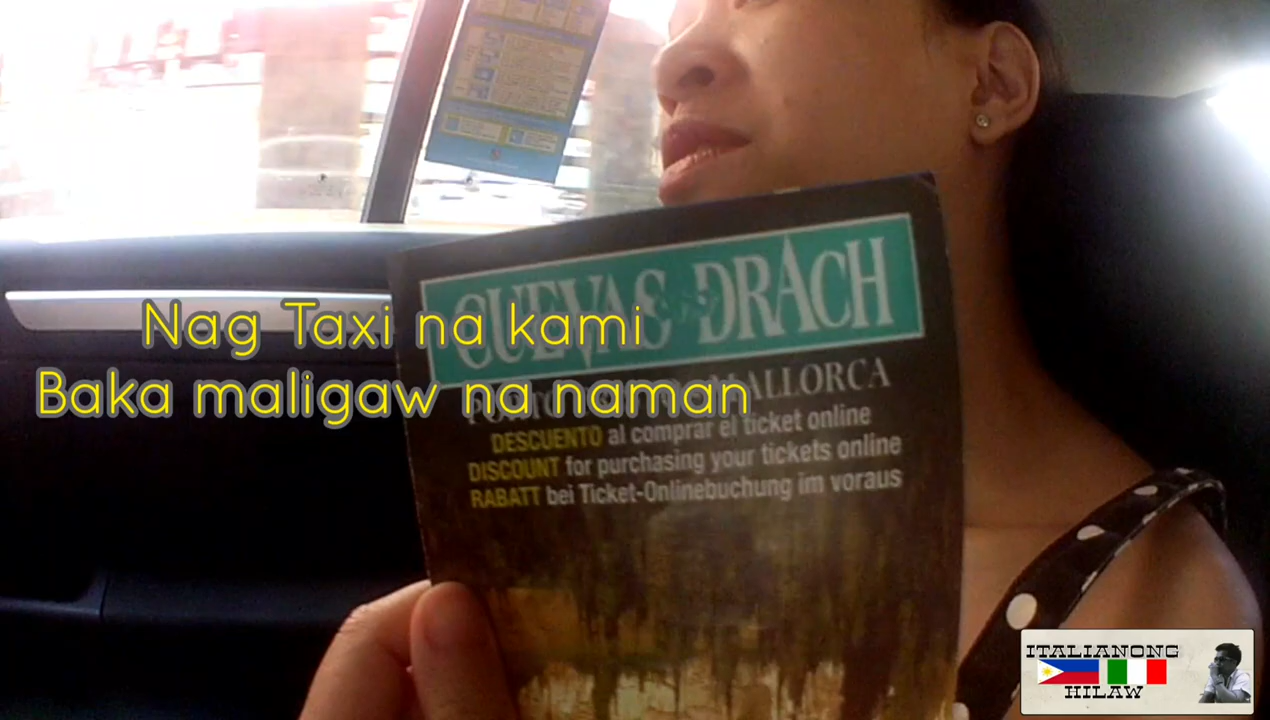 CUEVAS DRACH
Nag Taxi na kami
MALLORCA
Baka maligaw na naman
DESCUENTO al comprar el ticket online
DISCOUNT for purchasing your tickets online
RABATT bei Ticket-Onlinebuchung im voraus
ITALIANONG
HILAW